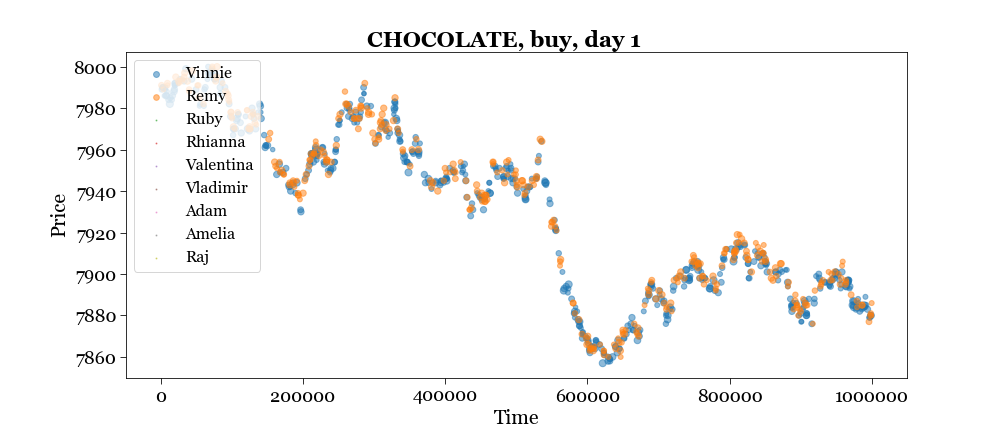 CHOCOLATE, buy, day 1
8000
7980
7960
7940
7920
7900
7880
7860
Price
Vinnie
Remy
Ruby
Rhianna
Valentina
Vladimir
Adam
Amelia
Raj
0 200000 400000 600000 800000 1000000
Time